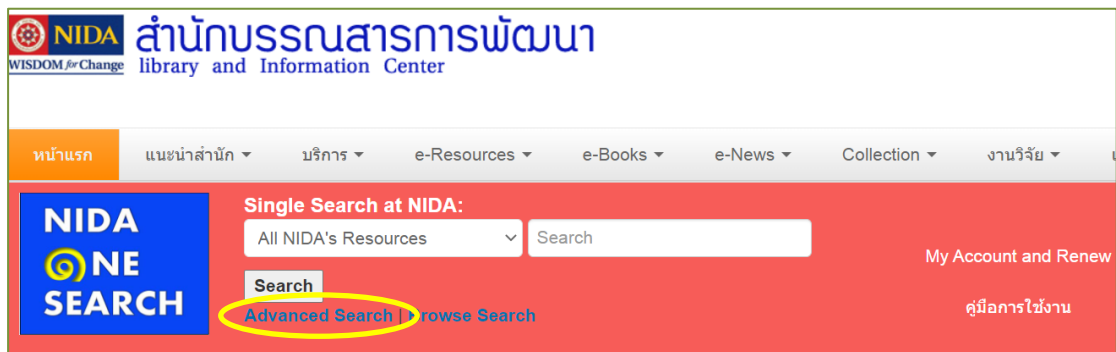 NIDA
WISDOM for Change
สำนักบรรณสารการพัฒนา
library and Information Center
หน้าแรก แนะนำสำนัก บริการ e-Resources e-Books e-News Collection งานวิจัย
NIDA
ONE
SEARCH
Single Search at NIDA:
All NIDA's Resources Search
Search
Advanced Search | Browse Search
My Account and Renew
คู่มือการใช้งาน